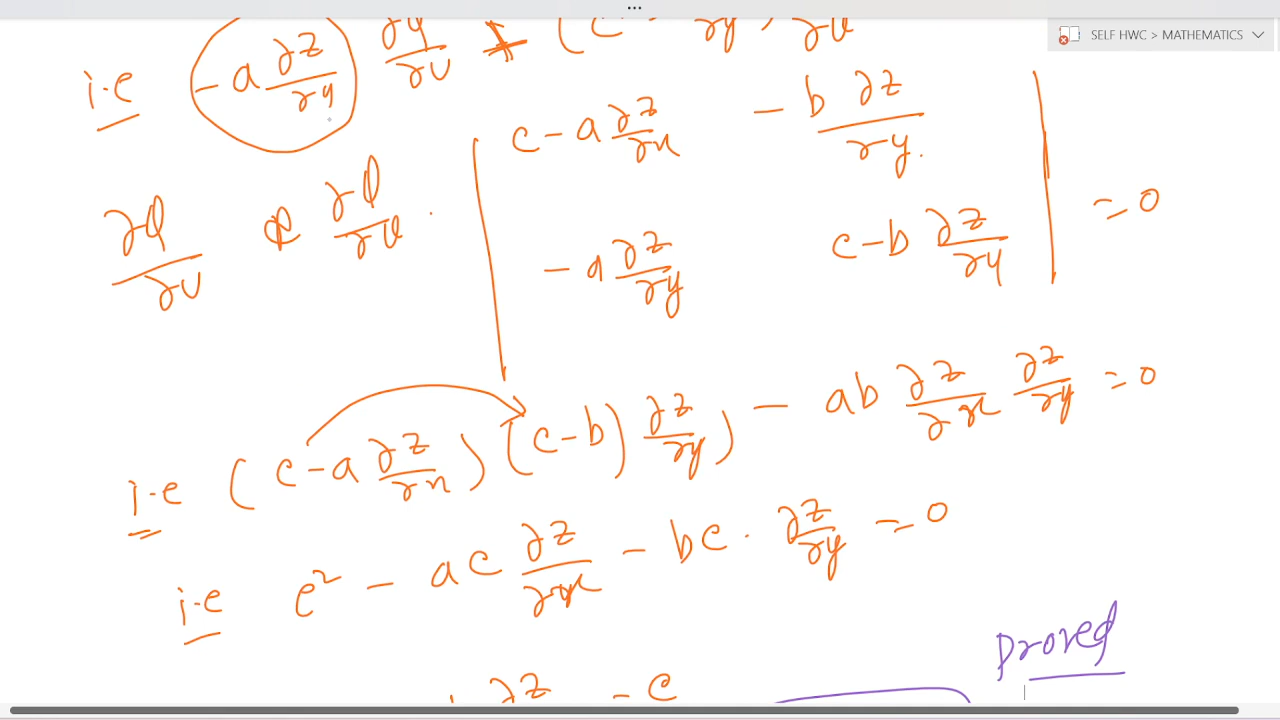 SELF HWC > MATHEMATICS
i.e - a ∂z/∂y ∂φ/∂v + (c -
c - a ∂z/∂x - b ∂z/∂y.
∂φ/∂u & ∂φ/∂v . = 0
- a ∂z/∂y c - b ∂z/∂y
i.e (c - a ∂z/∂x) (c - b) ∂z/∂y) - ab ∂z/∂x ∂z/∂y = 0
i.e c² - ac ∂z/∂x - bc · ∂z/∂y = 0
Proved
∂z - c